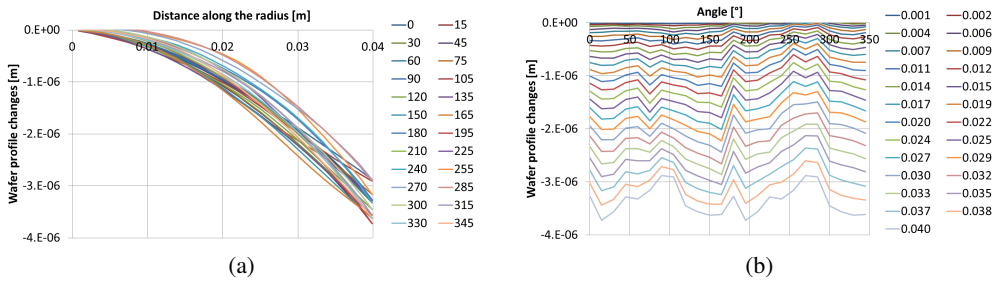 Distance along the radius [m]
0.E+00
0 0.01 0.02 0.03 0.04
-1.E-06
-2.E-06
-3.E-06
-4.E-06
Wafer profile changes [m]
0 15
30 45
60 75
90 105
120 135
150 165
180 195
210 225
240 255
270 285
300 315
330 345
(a)
Angle [°]
0.E+00
0 50 100 150 200 250 300 350
-1.E-06
-2.E-06
-3.E-06
-4.E-06
Wafer profile changes [m]
0.001 0.002
0.004 0.006
0.007 0.009
0.011 0.012
0.014 0.015
0.017 0.019
0.020 0.022
0.024 0.025
0.027 0.029
0.030 0.032
0.033 0.035
0.037 0.038
0.040
(b)